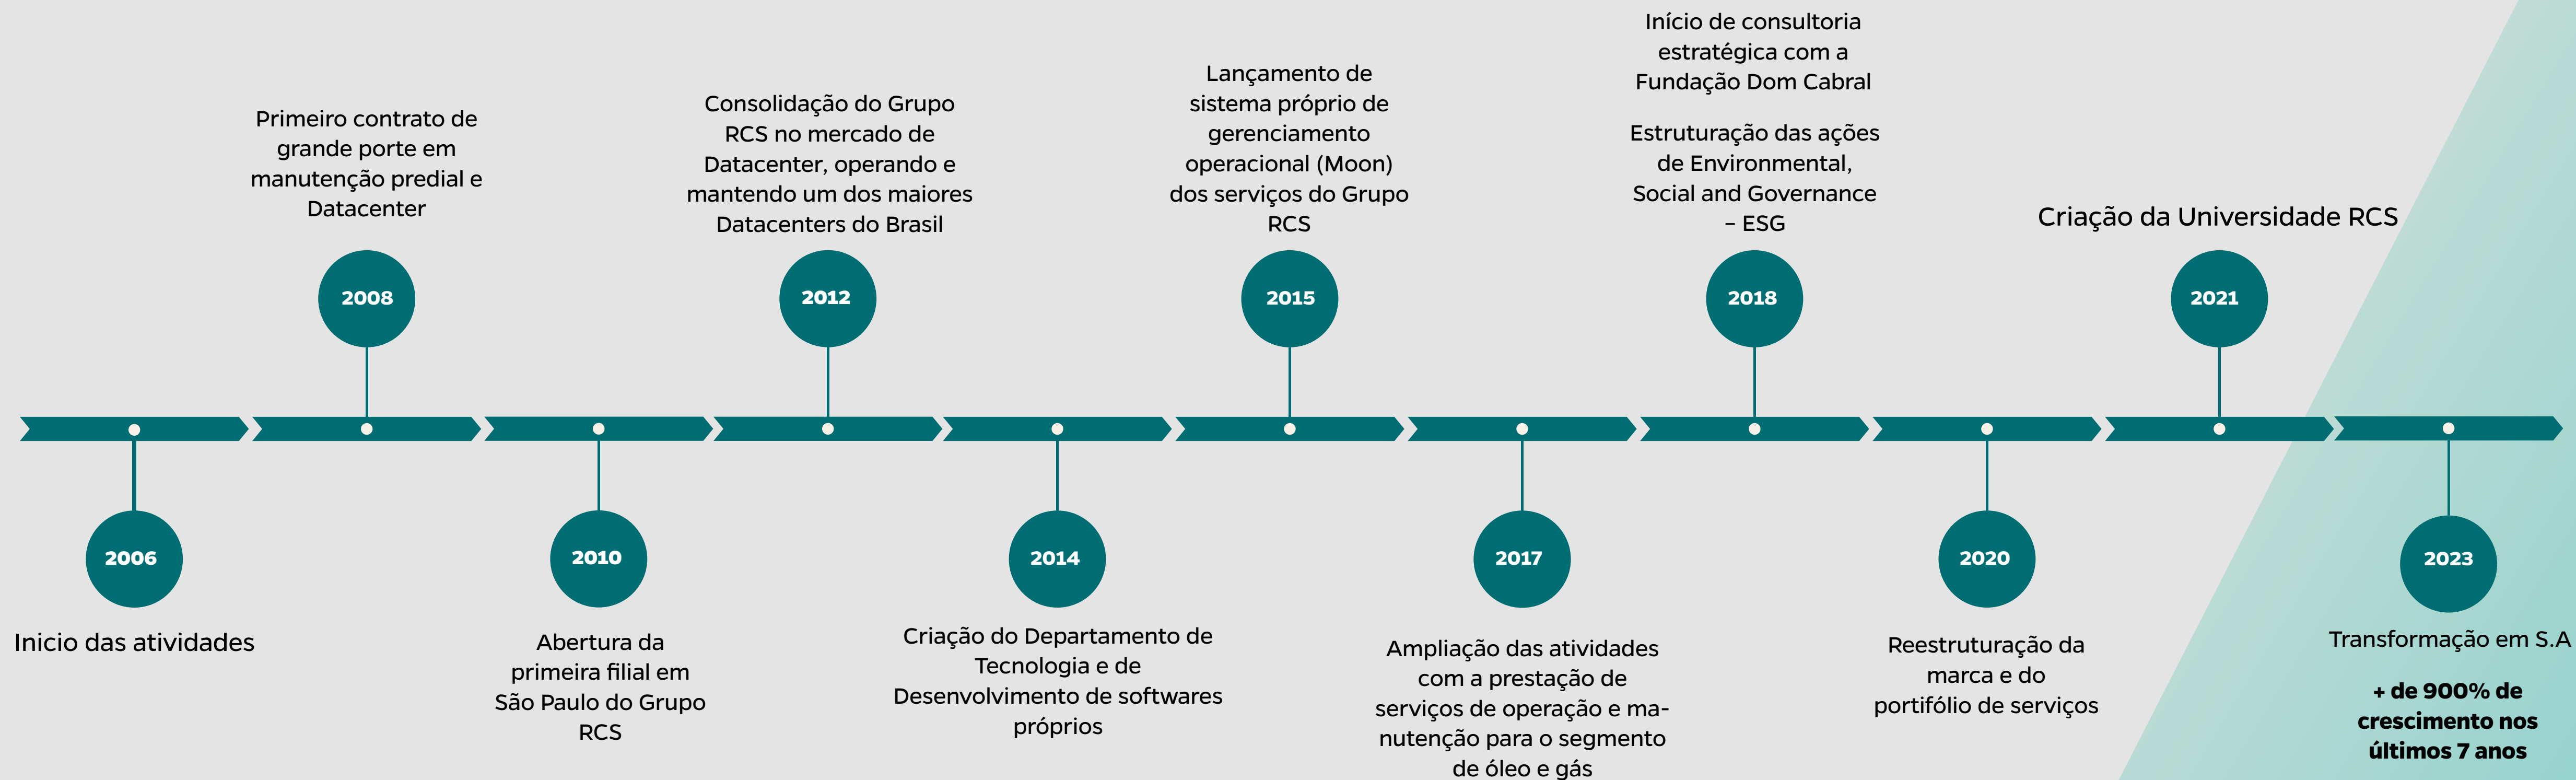 Inicio das atividades
2006
Primeiro contrato de
grande porte em
manutenção predial e
Datacenter
2008
2010
Abertura da
primeira filial em
São Paulo do Grupo
RCS
Consolidação do Grupo
RCS no mercado de
Datacenter, operando e
mantendo um dos maiores
Datacenters do Brasil
2012
2014
Criação do Departamento de
Tecnologia e de
Desenvolvimento de softwares
próprios
Lançamento de
sistema próprio de
gerenciamento
operacional (Moon)
dos serviços do Grupo
RCS
2015
2017
Ampliação das atividades
com a prestação de
serviços de operação e ma-
nutenção para o segmento
de óleo e gás
Início de consultoria
estratégica com a
Fundação Dom Cabral
Estruturação das ações
de Environmental,
Social and Governance
– ESG
2018
2020
Reestruturação da
marca e do
portifólio de serviços
Criação da Universidade RCS
2021
2023
Transformação em S.A
+ de 900% de
crescimento nos
últimos 7 anos